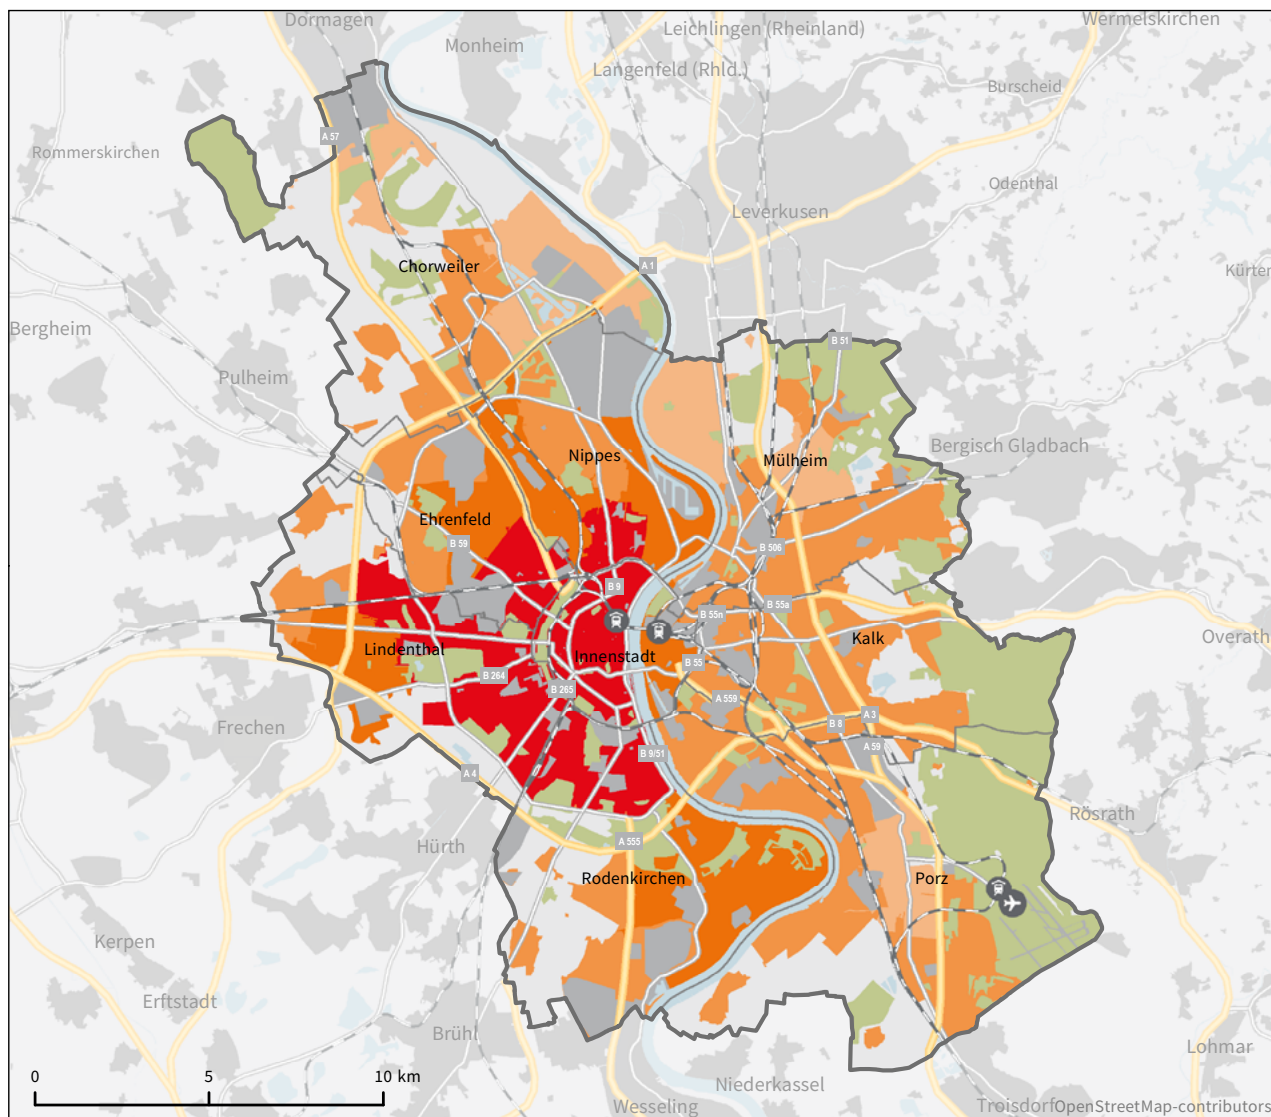 Dormagen
Wermelskirchen
Leichlingen (Rheinland)
Monheim
Langenfeld (Rhld.)
Burscheid
A 57
Rommerskirchen
Odenthal
Leverkusen
Chorweiler
A 1
Kürter
Bergheim
B 51
Pulheim
Bergisch Gladbach
Nippes
Mülheim
Ehrenfeld
B 59
B 506
B 9
B 55a
B 55n
Overath
Kalk
Lindenthal
Innenstadt
B 55
B 264
B 265
A 559
A 3
B 8
Frechen
A 59
B 9/51
A 4
Rösrath
A 555
Hürth
Rodenkirchen
Porz
Kerpen
Erftstadt
Brühl
Lohmar
0 5 10 km
Niederkassel
Wesseling
Troisdorf
OpenStreetMap-contributors